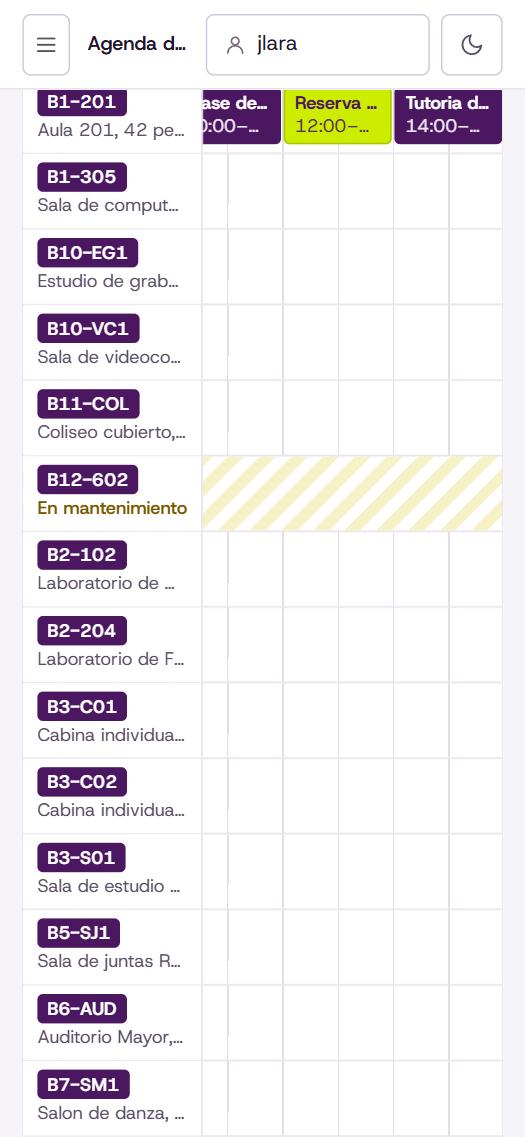 Agenda d...
jlara
B1-201
Aula 201, 42 pe...
ase de...
0:00–...
Reserva ...
12:00–...
Tutoria d...
14:00–...
B1-305
Sala de comput...
B10-EG1
Estudio de grab...
B10-VC1
Sala de videoco...
B11-COL
Coliseo cubierto,...
B12-602
En mantenimiento
B2-102
Laboratorio de ...
B2-204
Laboratorio de F...
B3-C01
Cabina individua...
B3-C02
Cabina individua...
B3-S01
Sala de estudio ...
B5-SJ1
Sala de juntas R...
B6-AUD
Auditorio Mayor,...
B7-SM1
Salon de danza, ...